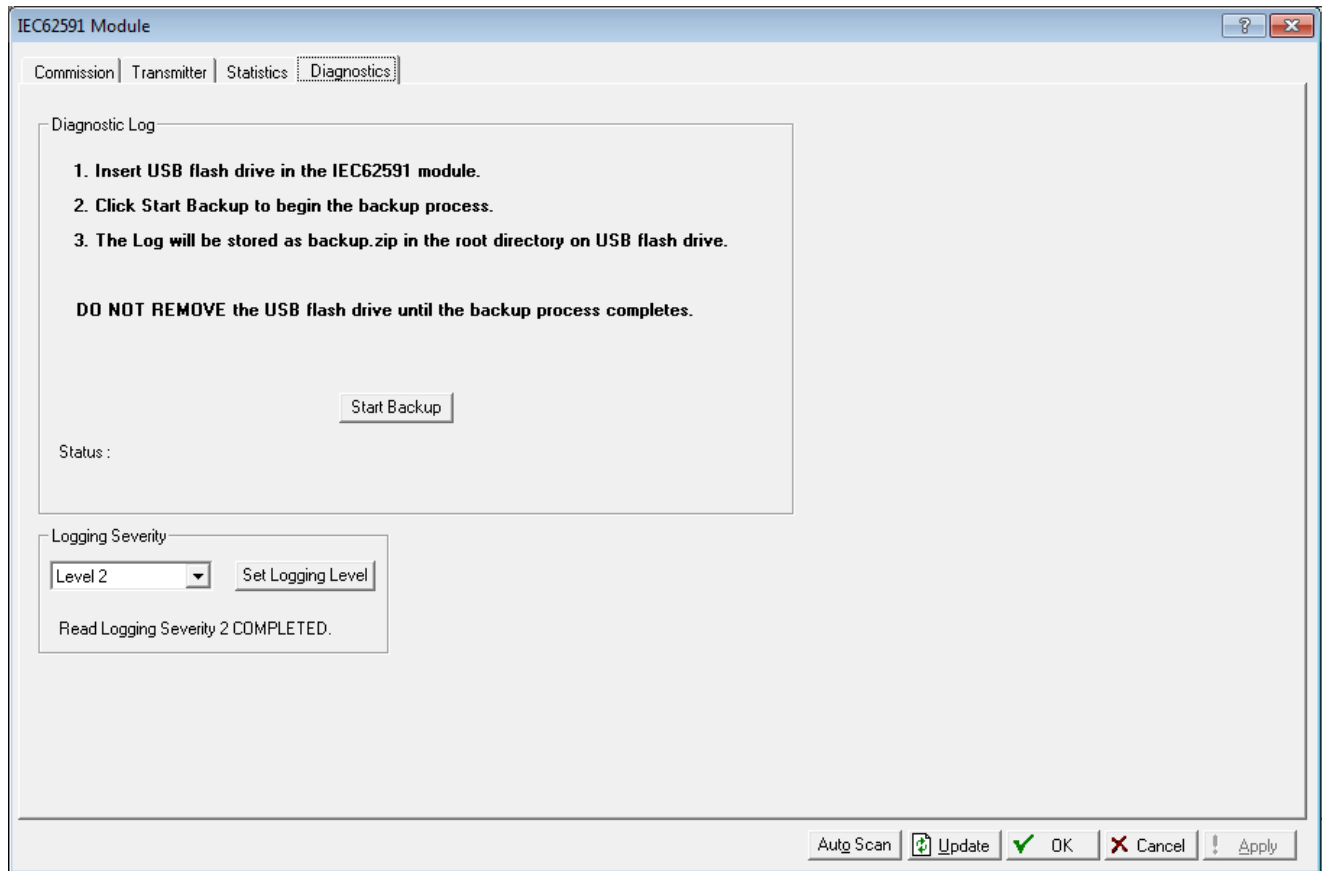 IEC62591 Module
?
Commission Transmitter Statistics Diagnostics
Diagnostic Log
1. Insert USB flash drive in the IEC62591 module.
2. Click Start Backup to begin the backup process.
3. The Log will be stored as backup.zip in the root directory on USB flash drive.
DO NOT REMOVE the USB flash drive until the backup process completes.
Start Backup
Status :
Logging Severity
Level 2 Set Logging Level
Read Logging Severity 2 COMPLETED.
Auto Scan Update OK Cancel ! Apply